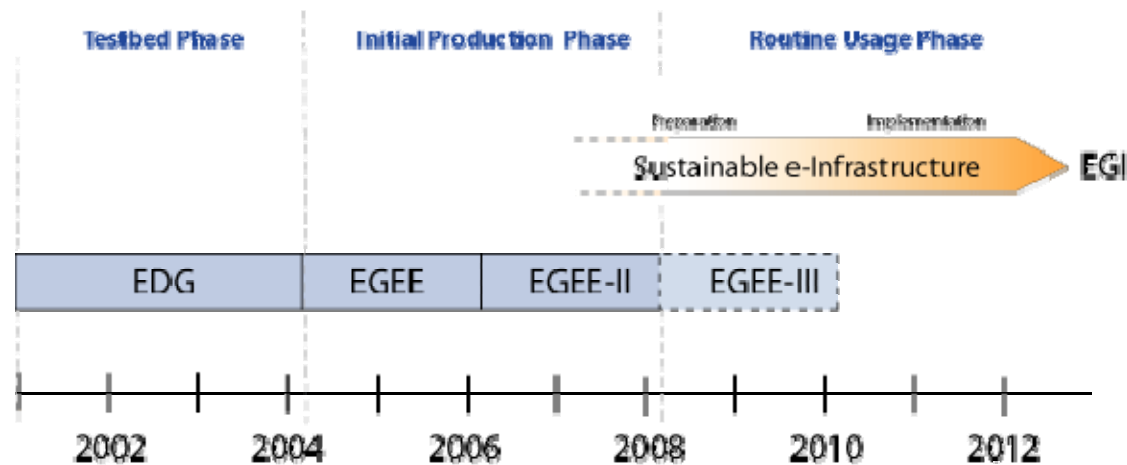 Testbed Phase
Initial Production Phase
Routine Usage Phase
Preparation
Implementation
Sustainable e-Infrastructure
EGI
EDG
EGEE
EGEE-II
EGEE-III
2002
2004
2006
2008
2010
2012